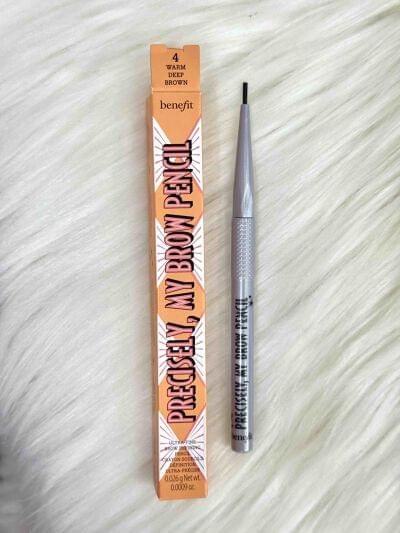 4
WARM
DEEP
BROWN
benefit
PRECISELY, MY BROW PENCIL
ULTRA-FINE
BROW DEFINING
PENCIL
CRAYON SOURCILS
DÉFINITION
ULTRA-PRÉCISE
0.026 g Net wt.
0.0009 oz.
PRECISELY, MY BROW PENCIL
benefit